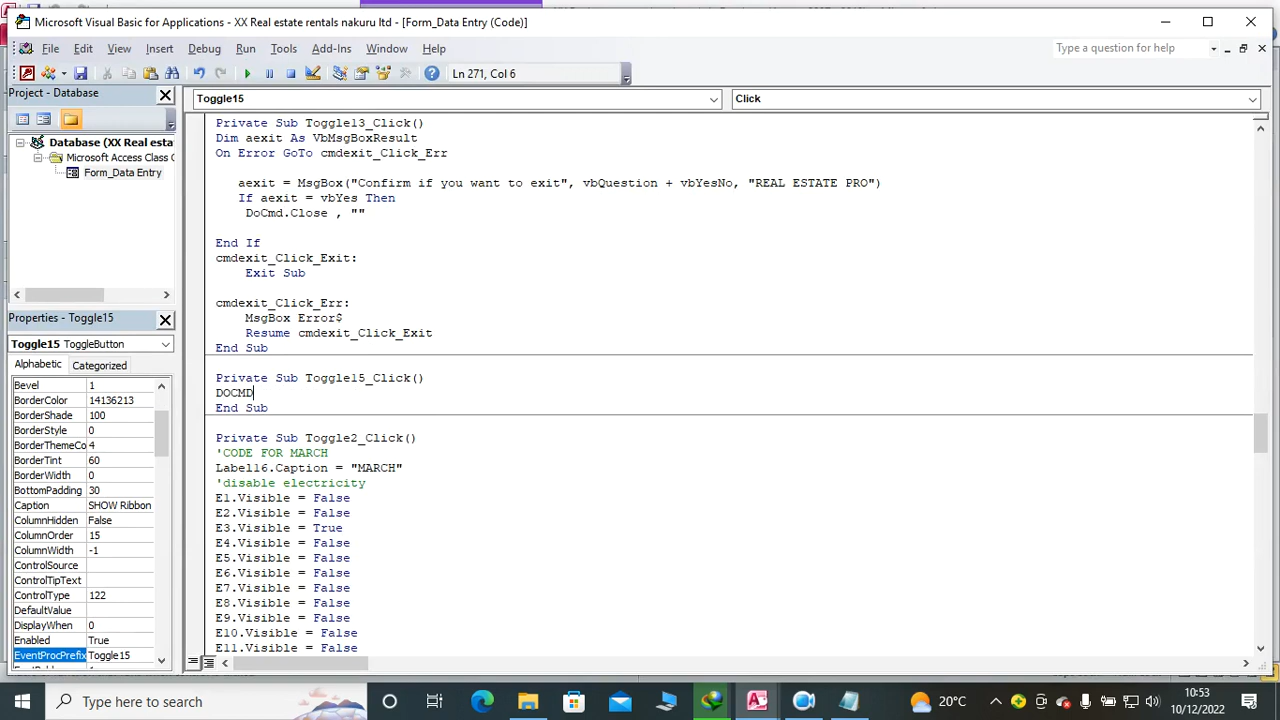 Microsoft Visual Basic for Applications - XX Real estate rentals nakuru ltd - [Form_Data Entry (Code)]
File Edit View Insert Format Debug Run Tools Add-Ins Window Help
Type a question for help
Ln 271, Col 6
Project - Database
Toggle15
Click
Database (XX Real esta
Microsoft Access Class C
Form_Data Entry
Private Sub Toggle13_Click()
Dim aexit As VbMsgBoxResult
On Error GoTo cmdexit_Click_Err
aexit = MsgBox("Confirm if you want to exit", vbQuestion + vbYesNo, "REAL ESTATE PRO")
If aexit = vbYes Then
DoCmd.Close , ""
End If
cmdexit_Click_Exit:
Exit Sub
cmdexit_Click_Err:
MsgBox Error$
Resume cmdexit_Click_Exit
End Sub
Private Sub Toggle15_Click()
DOCMD
End Sub
Private Sub Toggle2_Click()
'CODE FOR MARCH
Label16.Caption = "MARCH"
'disable electricity
E1.Visible = False
E2.Visible = False
E3.Visible = True
E4.Visible = False
E5.Visible = False
E6.Visible = False
E7.Visible = False
E8.Visible = False
E9.Visible = False
E10.Visible = False
E11.Visible = False
Properties - Toggle15
Toggle15 ToggleButton
Alphabetic Categorized
Bevel 1
BorderColor 14136213
BorderShade 100
BorderStyle 0
BorderThemeCo 4
BorderTint 60
BorderWidth 0
BottomPadding 30
Caption SHOW Ribbon
ColumnHidden False
ColumnOrder 15
ColumnWidth -1
ControlSource
ControlTipText
ControlType 122
DefaultValue
DisplayWhen 0
Enabled True
EventProcPrefix Toggle15
Type here to search
20°C
10:53
10/12/2022